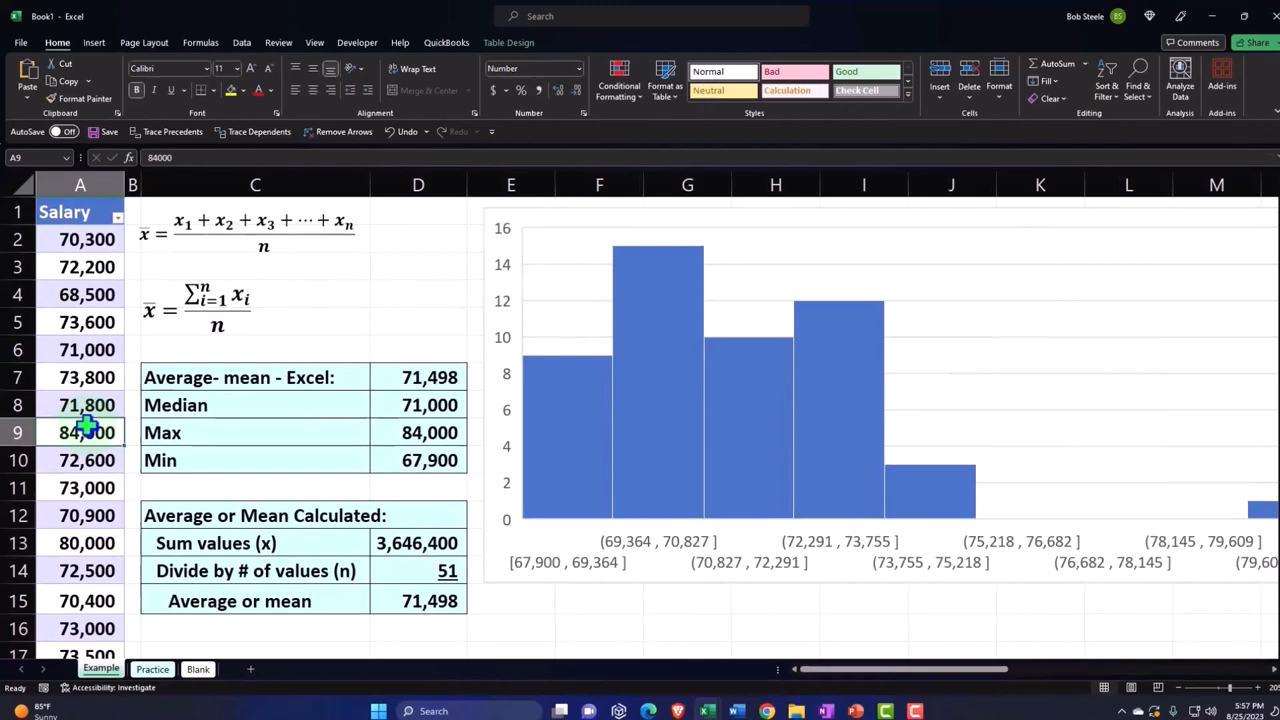 Book1 - Excel
Search
Bob Steele
BS
File Home Insert Page Layout Formulas Data Review View Developer Help QuickBooks Table Design
Comments
Share
Paste
Cut
Copy
Format Painter
Clipboard
Calibri 11
B I U
Font
Wrap Text
Merge & Center
Alignment
Number
$ % ,
Number
Conditional Formatting
Format as Table
Normal Bad Good
Neutral Calculation Check Cell
Styles
Insert Delete Format
Cells
AutoSum
Fill
Clear
Sort & Filter
Find & Select
Editing
Analyze Data
Analysis
Add-ins
Add-ins
AutoSave Off Save Trace Precedents Trace Dependents Remove Arrows Undo Redo
A9 fx 84000
A B C D E F G H I J K L M
1 Salary
2 70,300
3 72,200
4 68,500
5 73,600
6 71,000
7 73,800
8 71,800
9
10 72,600
11 73,000
12 70,900
13 80,000
14 72,500
15 70,400
16 73,000
17 73,500
x̅ = x₁ + x₂ + x₃ + ⋯ + xₙ
n
x̅ = ∑ⁿᵢ₌₁ xᵢ
n
Average- mean - Excel: 71,498
Median 71,000
Max 84,000
Min 67,900
Average or Mean Calculated:
Sum values (x) 3,646,400
Divide by # of values (n) 51
Average or mean 71,498
16
14
12
10
8
6
4
2
0
(69,364 , 70,827 ] (72,291 , 73,755 ] (75,218 , 76,682 ] (78,145 , 79,609 ]
[67,900 , 69,364 ] (70,827 , 72,291 ] (73,755 , 75,218 ] (76,682 , 78,145 ] (79,60
Example Practice Blank
Ready
Accessibility: Investigate
85°F
Sunny
Search
5:57 PM
8/25/2023